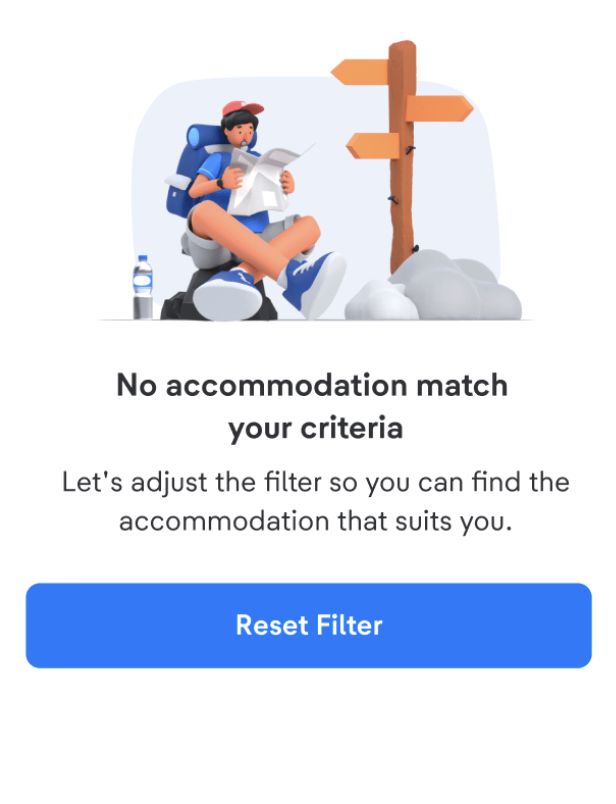 No accommodation match
your criteria
Let's adjust the filter so you can find the
accommodation that suits you.
Reset Filter